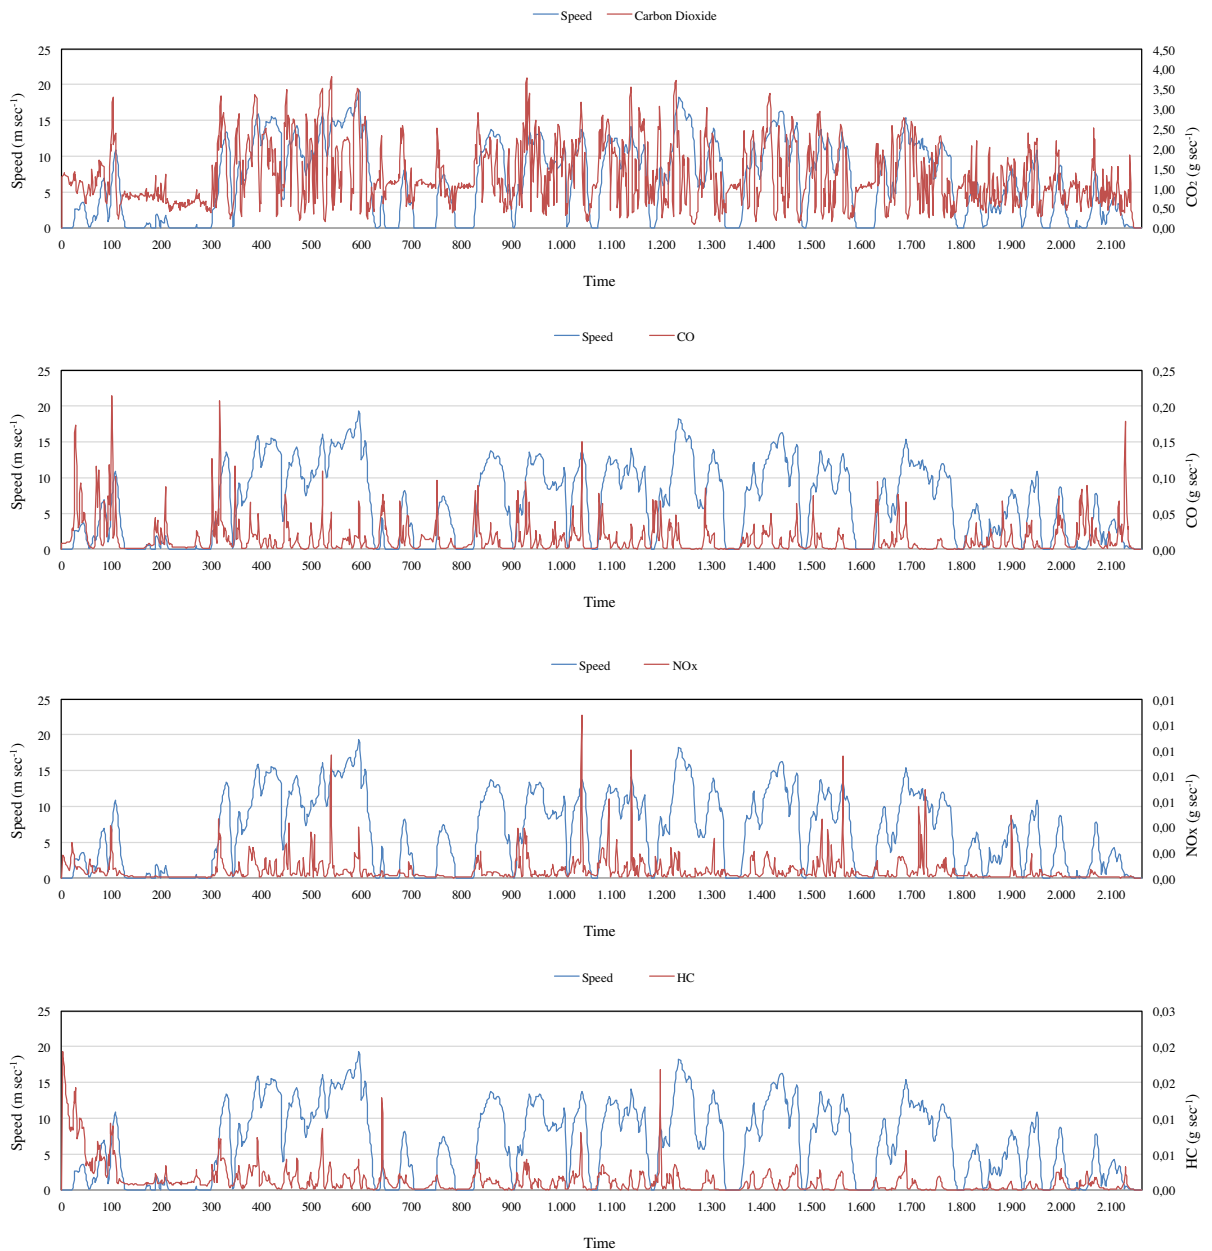 Speed Carbon Dioxide
25 4,50
4,00
20 3,50
3,00
15 2,50
10 2,00
1,50
5 1,00
0,50
0 0,00
Speed (m sec⁻¹)
CO₂ (g sec⁻¹)
0 100 200 300 400 500 600 700 800 900 1.000 1.100 1.200 1.300 1.400 1.500 1.600 1.700 1.800 1.900 2.000 2.100
Time
Speed CO
25 0,25
20 0,20
15 0,15
10 0,10
5 0,05
0 0,00
Speed (m sec⁻¹)
CO (g sec⁻¹)
0 100 200 300 400 500 600 700 800 900 1.000 1.100 1.200 1.300 1.400 1.500 1.600 1.700 1.800 1.900 2.000 2.100
Time
Speed NOx
25 0,01
0,01
20 0,01
15 0,01
10 0,01
0,00
5 0,00
0 0,00
Speed (m sec⁻¹)
NOx (g sec⁻¹)
0 100 200 300 400 500 600 700 800 900 1.000 1.100 1.200 1.300 1.400 1.500 1.600 1.700 1.800 1.900 2.000 2.100
Time
Speed HC
25 0,03
20 0,02
15 0,02
10 0,01
5 0,01
0 0,00
Speed (m sec⁻¹)
HC (g sec⁻¹)
0 100 200 300 400 500 600 700 800 900 1.000 1.100 1.200 1.300 1.400 1.500 1.600 1.700 1.800 1.900 2.000 2.100
Time